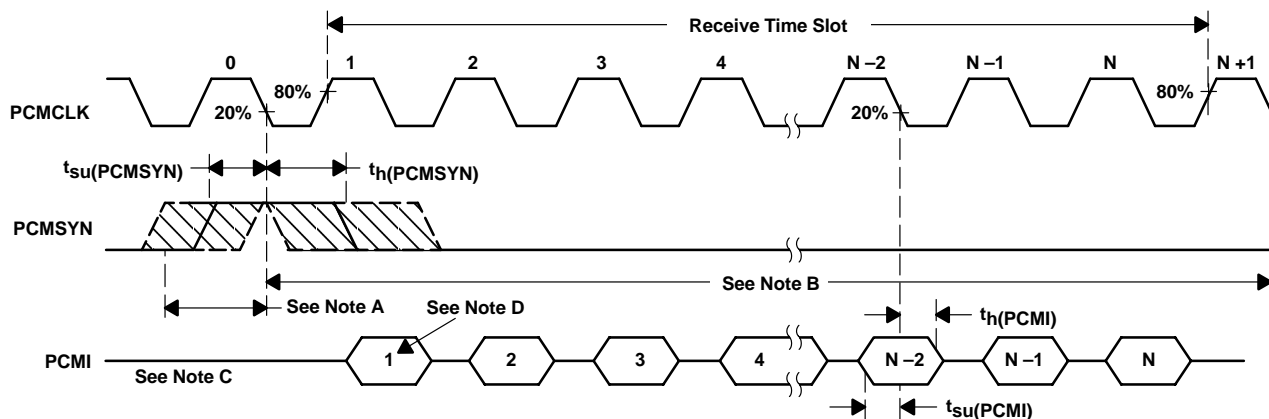 Receive Time Slot
0 1 2 3 4 N –2 N –1 N N +1
80% 80%
PCMCLK 20% 20%
tsu(PCMSYN) th(PCMSYN)
PCMSYN
See Note B
See Note A
See Note D
th(PCMI)
PCMI 1 2 3 4 N –2 N –1 N
See Note C
tsu(PCMI)